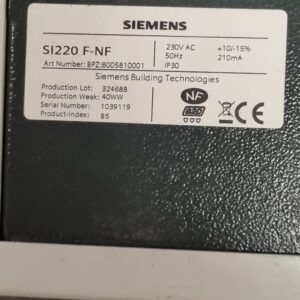 SIEMENS
SI220 F-NF
Art Number: BPZ:8005810001
230V AC +10/-15%
50Hz 210mA
IP30
Siemens Building Technologies
Production Lot: 324688
Production Week: 40WW
Serial Number: 1039119
Product-Index: B5
NF
CE